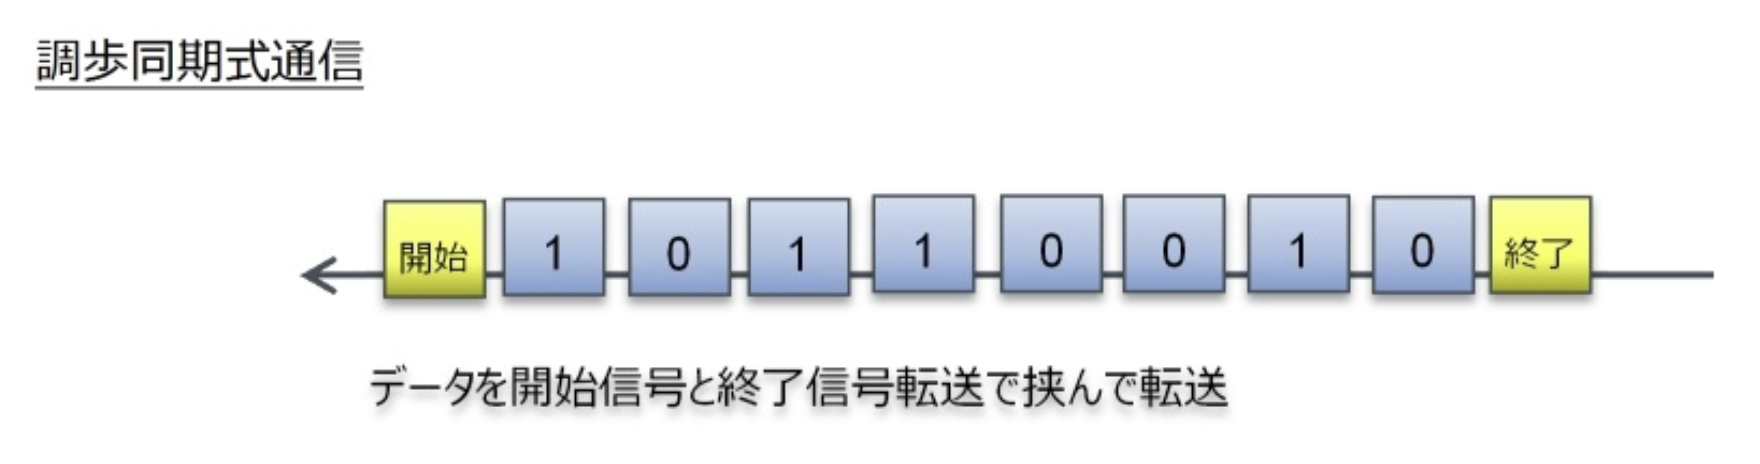 調歩同期式通信
開始 1 0 1 1 0 0 1 0 終了
データを開始信号と終了信号転送で挟んで転送